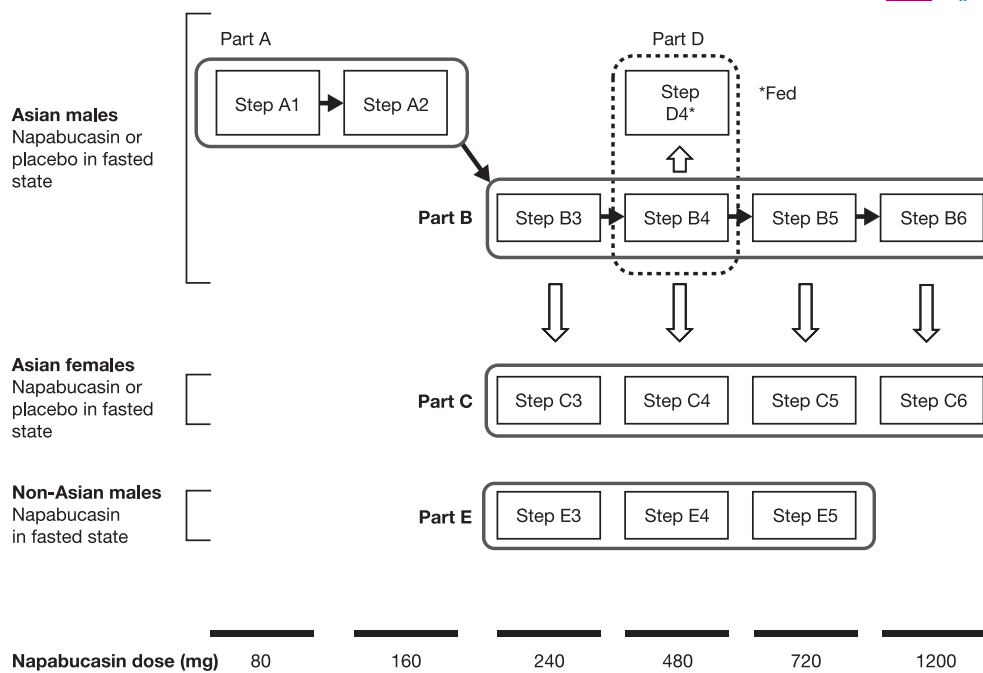 Part A
Part D
Step A1
Step A2
Step
D4*
*Fed
Asian males
Napabucasin or
placebo in fasted
state
Part B
Step B3
Step B4
Step B5
Step B6
Asian females
Napabucasin or
placebo in fasted
state
Part C
Step C3
Step C4
Step C5
Step C6
Non-Asian males
Napabucasin
in fasted state
Part E
Step E3
Step E4
Step E5
Napabucasin dose (mg) 80 160 240 480 720 1200